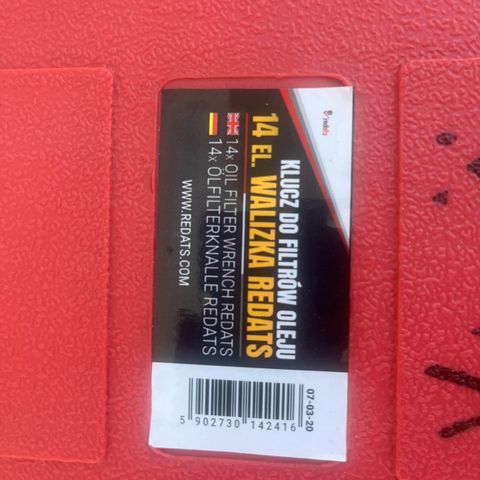 redats
KLUCZ DO FILTRÓW OLEJU
14 EL. WALIZKA REDATS
14x OIL FILTER WRENCH REDATS
14x ÖLFILTERKNALLE REDATS
WWW.REDATS.COM
07-03-20
5 902730 142416